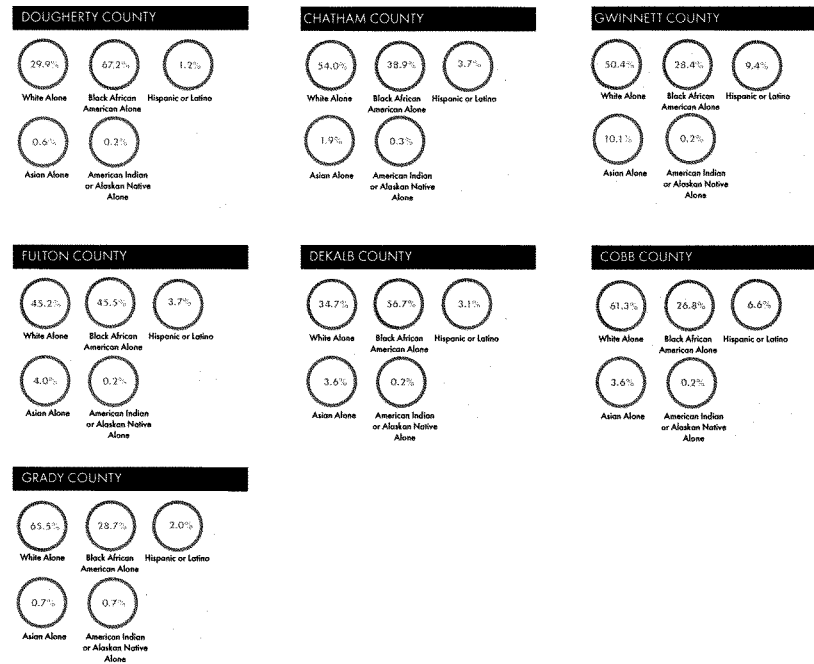 DOUGHERTY COUNTY
29.9% 67.2% 1.2%
White Alone Black African Hispanic or Latino
American Alone
0.6% 0.2%
Asian Alone American Indian
or Alaskan Native
Alone
CHATHAM COUNTY
54.0% 38.9% 3.7%
White Alone Black African Hispanic or Latino
American Alone
1.9% 0.3%
Asian Alone American Indian
or Alaskan Native
Alone
GWINNETT COUNTY
50.4% 28.4% 9.4%
White Alone Black African Hispanic or Latino
American Alone
10.1% 0.2%
Asian Alone American Indian
or Alaskan Native
Alone
FULTON COUNTY
45.2% 45.5% 3.7%
White Alone Black African Hispanic or Latino
American Alone
4.0% 0.2%
Asian Alone American Indian
or Alaskan Native
Alone
DEKALB COUNTY
34.7% 56.7% 3.1%
White Alone Black African Hispanic or Latino
American Alone
3.6% 0.2%
Asian Alone American Indian
or Alaskan Native
Alone
COBB COUNTY
61.3% 26.8% 6.6%
White Alone Black African Hispanic or Latino
American Alone
3.6% 0.2%
Asian Alone American Indian
or Alaskan Native
Alone
GRADY COUNTY
65.5% 28.7% 2.0%
White Alone Black African Hispanic or Latino
American Alone
0.7% 0.7%
Asian Alone American Indian
or Alaskan Native
Alone